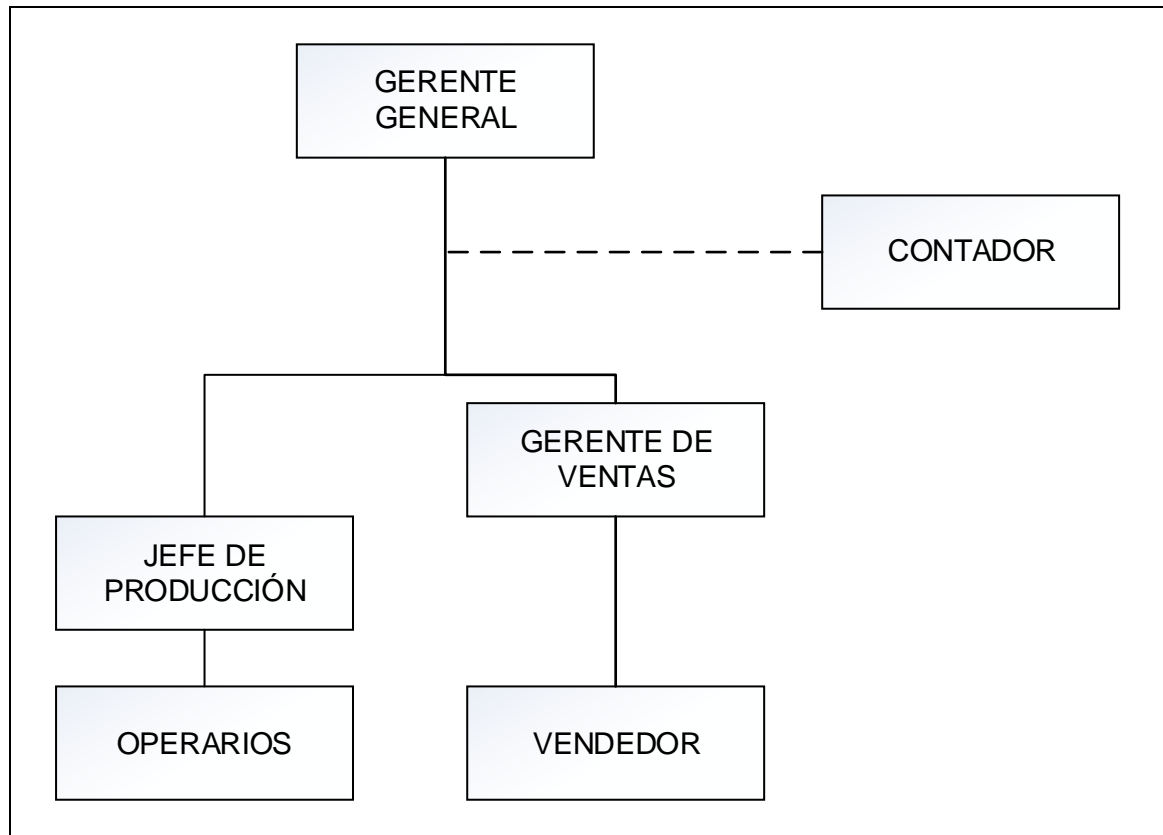 GERENTE
GENERAL
CONTADOR
GERENTE DE
VENTAS
JEFE DE
PRODUCCIÓN
OPERARIOS
VENDEDOR